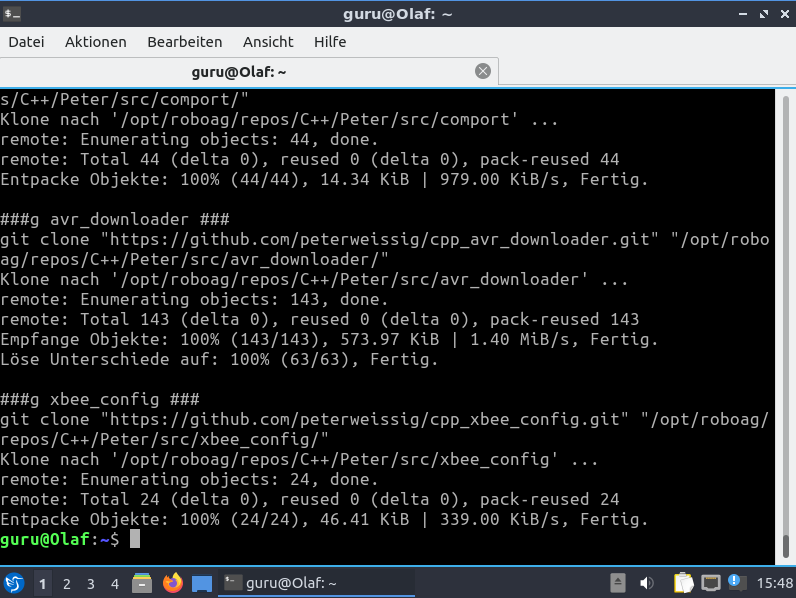 guru@Olaf: ~
Datei Aktionen Bearbeiten Ansicht Hilfe
guru@Olaf: ~
s/C++/Peter/src/comport/"
Klone nach '/opt/roboag/repos/C++/Peter/src/comport' ...
remote: Enumerating objects: 44, done.
remote: Total 44 (delta 0), reused 0 (delta 0), pack-reused 44
Entpacke Objekte: 100% (44/44), 14.34 KiB | 979.00 KiB/s, Fertig.
###g avr_downloader ###
git clone "https://github.com/peterweissig/cpp_avr_downloader.git" "/opt/robo
ag/repos/C++/Peter/src/avr_downloader/"
Klone nach '/opt/roboag/repos/C++/Peter/src/avr_downloader' ...
remote: Enumerating objects: 143, done.
remote: Total 143 (delta 0), reused 0 (delta 0), pack-reused 143
Empfange Objekte: 100% (143/143), 573.97 KiB | 1.40 MiB/s, Fertig.
Löse Unterschiede auf: 100% (63/63), Fertig.
###g xbee_config ###
git clone "https://github.com/peterweissig/cpp_xbee_config.git" "/opt/roboag/
repos/C++/Peter/src/xbee_config/"
Klone nach '/opt/roboag/repos/C++/Peter/src/xbee_config' ...
remote: Enumerating objects: 24, done.
remote: Total 24 (delta 0), reused 0 (delta 0), pack-reused 24
Entpacke Objekte: 100% (24/24), 46.41 KiB | 339.00 KiB/s, Fertig.
guru@Olaf:~$
1 2 3 4 guru@Olaf: ~ 15:48